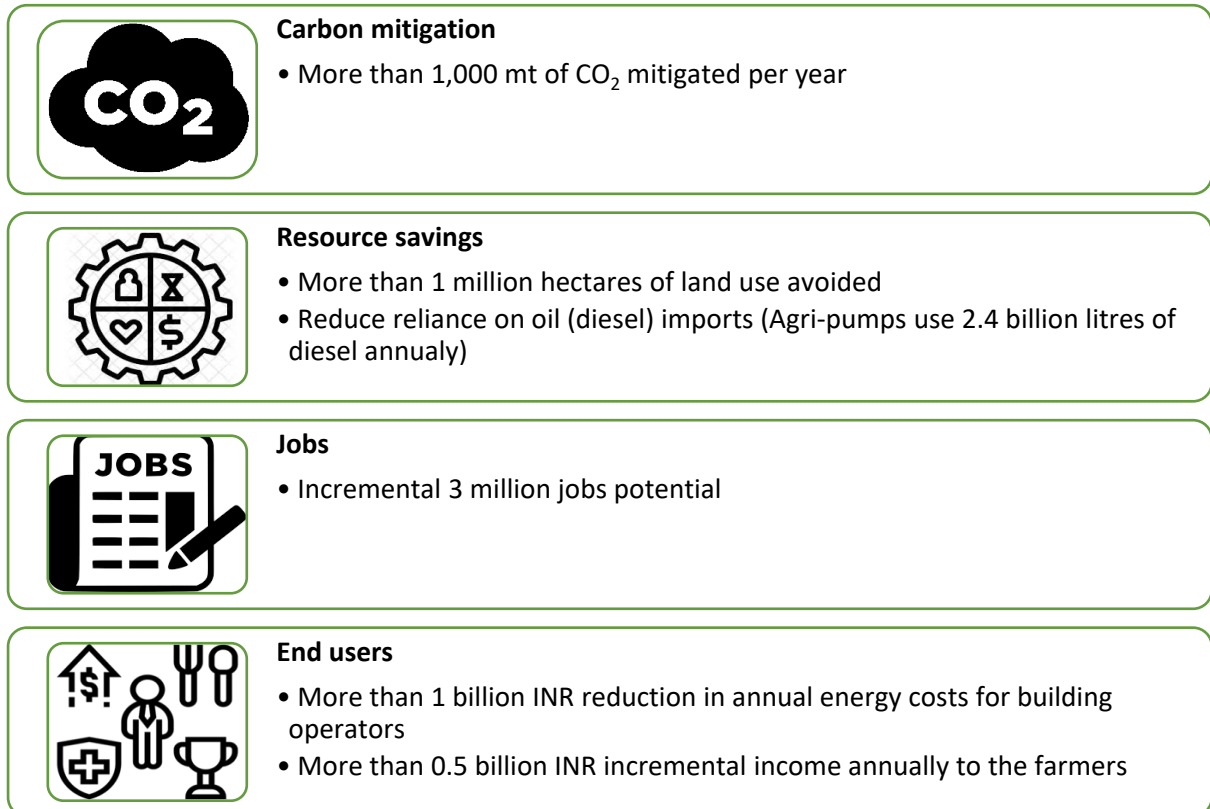 CO2
Carbon mitigation
• More than 1,000 mt of CO₂ mitigated per year
Resource savings
• More than 1 million hectares of land use avoided
• Reduce reliance on oil (diesel) imports (Agri-pumps use 2.4 billion litres of
diesel annualy)
$
JOBS
Jobs
• Incremental 3 million jobs potential
$
End users
• More than 1 billion INR reduction in annual energy costs for building
operators
• More than 0.5 billion INR incremental income annually to the farmers